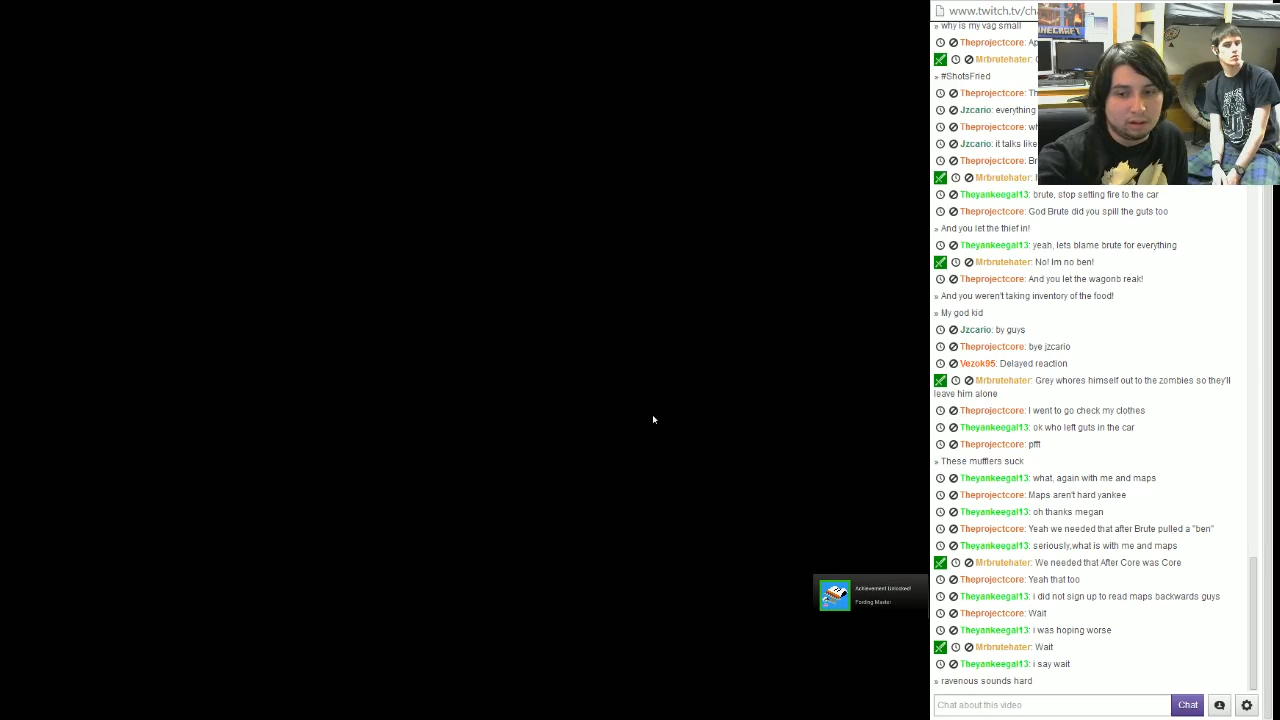 www.twitch.tv/ch
» why is my vag small
Theprojectcore:
Mrbrutehater:
» #ShotsFried
Theprojectcore:
Jzcario: everything
Theprojectcore:
Jzcario: it talks like
Theprojectcore:
Mrbrutehater:
Theyankeegal13: brute, stop setting fire to the car
Theprojectcore: God Brute did you spill the guts too
» And you let the thief in!
Theyankeegal13: yeah, lets blame brute for everything
Mrbrutehater: No! Im no ben!
Theprojectcore: And you let the wagonb reak!
» And you weren't taking inventory of the food!
» My god kid
Jzcario: by guys
Theprojectcore: bye jzcario
Vezok95: Delayed reaction
Mrbrutehater: Grey whores himself out to the zombies so they'll
leave him alone
Theprojectcore: I went to go check my clothes
Theyankeegal13: ok who left guts in the car
Theprojectcore: pfft
» These mufflers suck
Theyankeegal13: what, again with me and maps
Theprojectcore: Maps aren't hard yankee
Theyankeegal13: oh thanks megan
Theprojectcore: Yeah we needed that after Brute pulled a "ben"
Theyankeegal13: seriously,what is with me and maps
Mrbrutehater: We needed that After Core was Core
Theprojectcore: Yeah that too
Theyankeegal13: i did not sign up to read maps backwards guys
Theprojectcore: Wait
Theyankeegal13: i was hoping worse
Mrbrutehater: Wait
Theyankeegal13: i say wait
» ravenous sounds hard
Chat about this video
Chat
MINECRAFT
Achievement Unlocked!
Fording Master